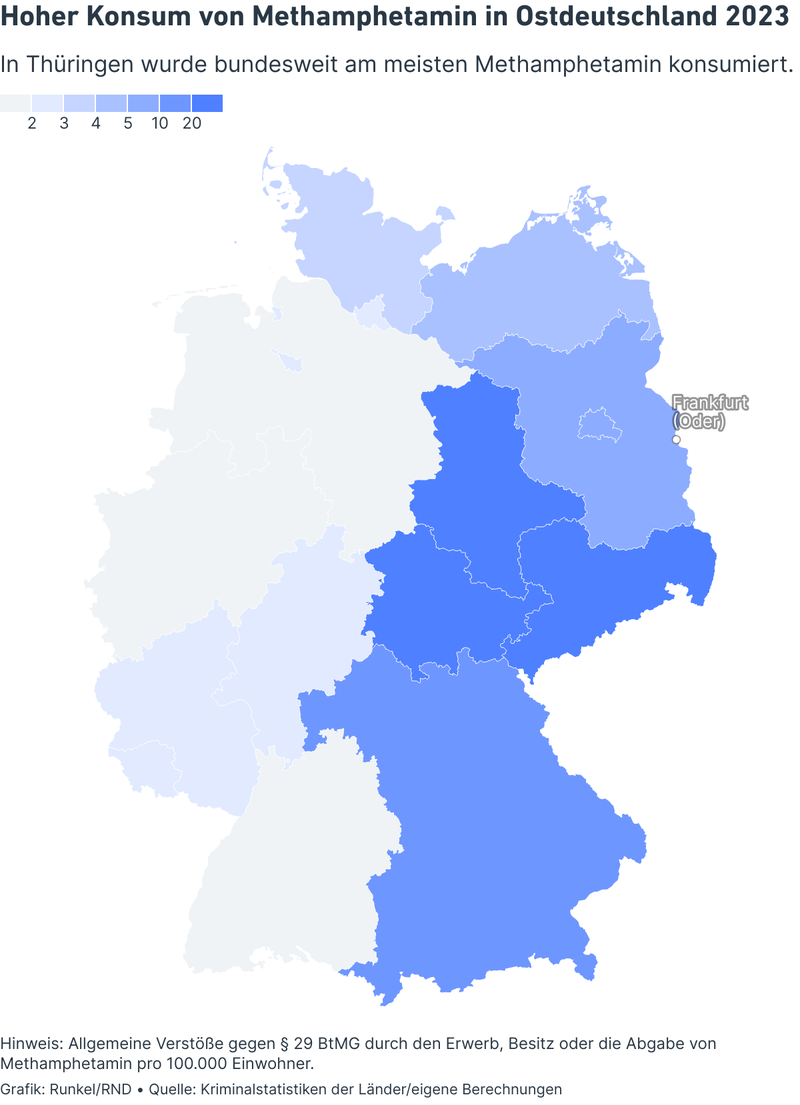 Hoher Konsum von Methamphetamin in Ostdeutschland 2023
In Thüringen wurde bundesweit am meisten Methamphetamin konsumiert.
2 3 4 5 10 20
Frankfurt
(Oder)
Hinweis: Allgemeine Verstöße gegen § 29 BtMG durch den Erwerb, Besitz oder die Abgabe von
Methamphetamin pro 100.000 Einwohner.
Grafik: Runkel/RND • Quelle: Kriminalstatistiken der Länder/eigene Berechnungen